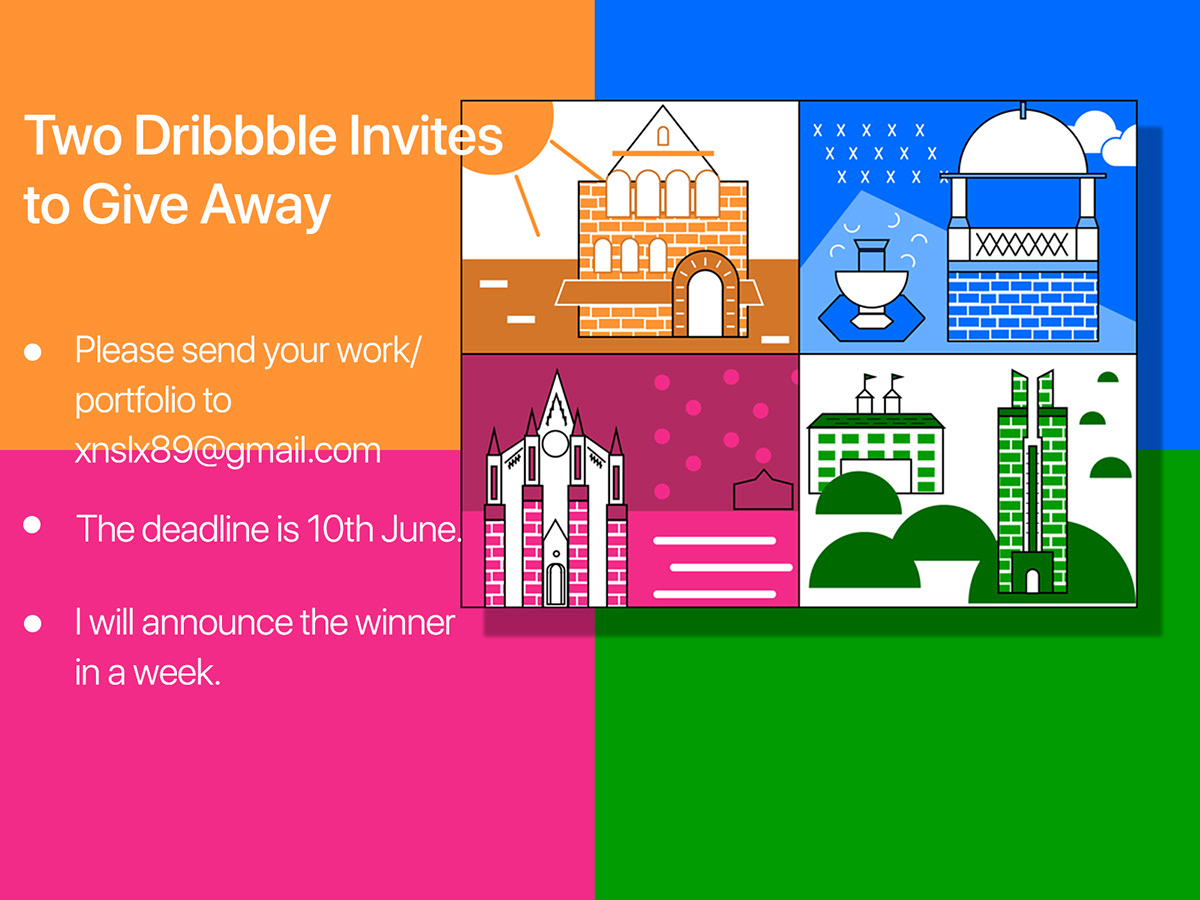 Two Dribbble Invites
to Give Away
Please send your work/
portfolio to
xnslx89@gmail.com
The deadline is 10th June.
I will announce the winner
in a week.